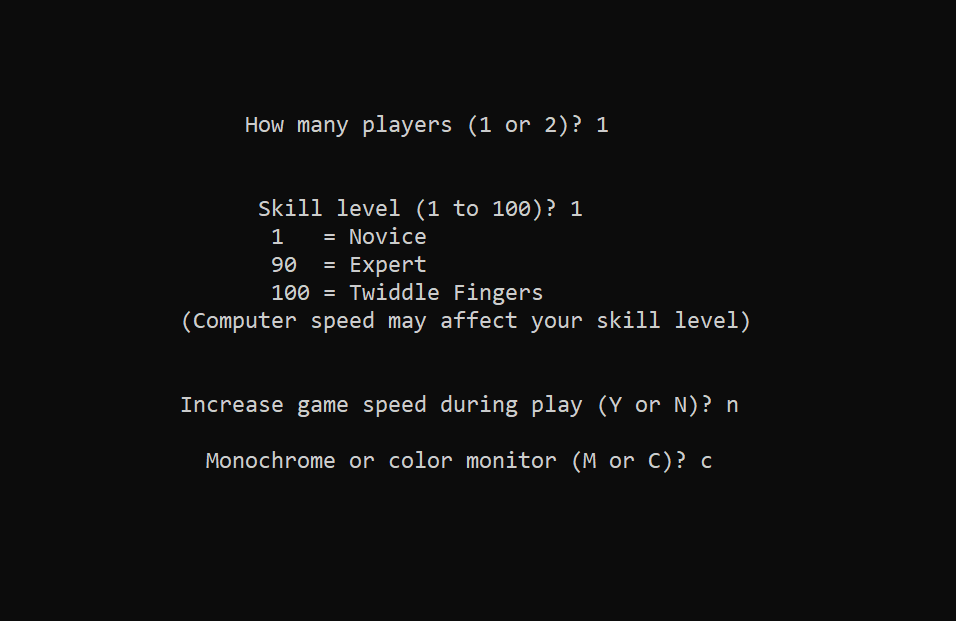 How many players (1 or 2)? 1
Skill level (1 to 100)? 1
1 = Novice
90 = Expert
100 = Twiddle Fingers
(Computer speed may affect your skill level)
Increase game speed during play (Y or N)? n
Monochrome or color monitor (M or C)? c